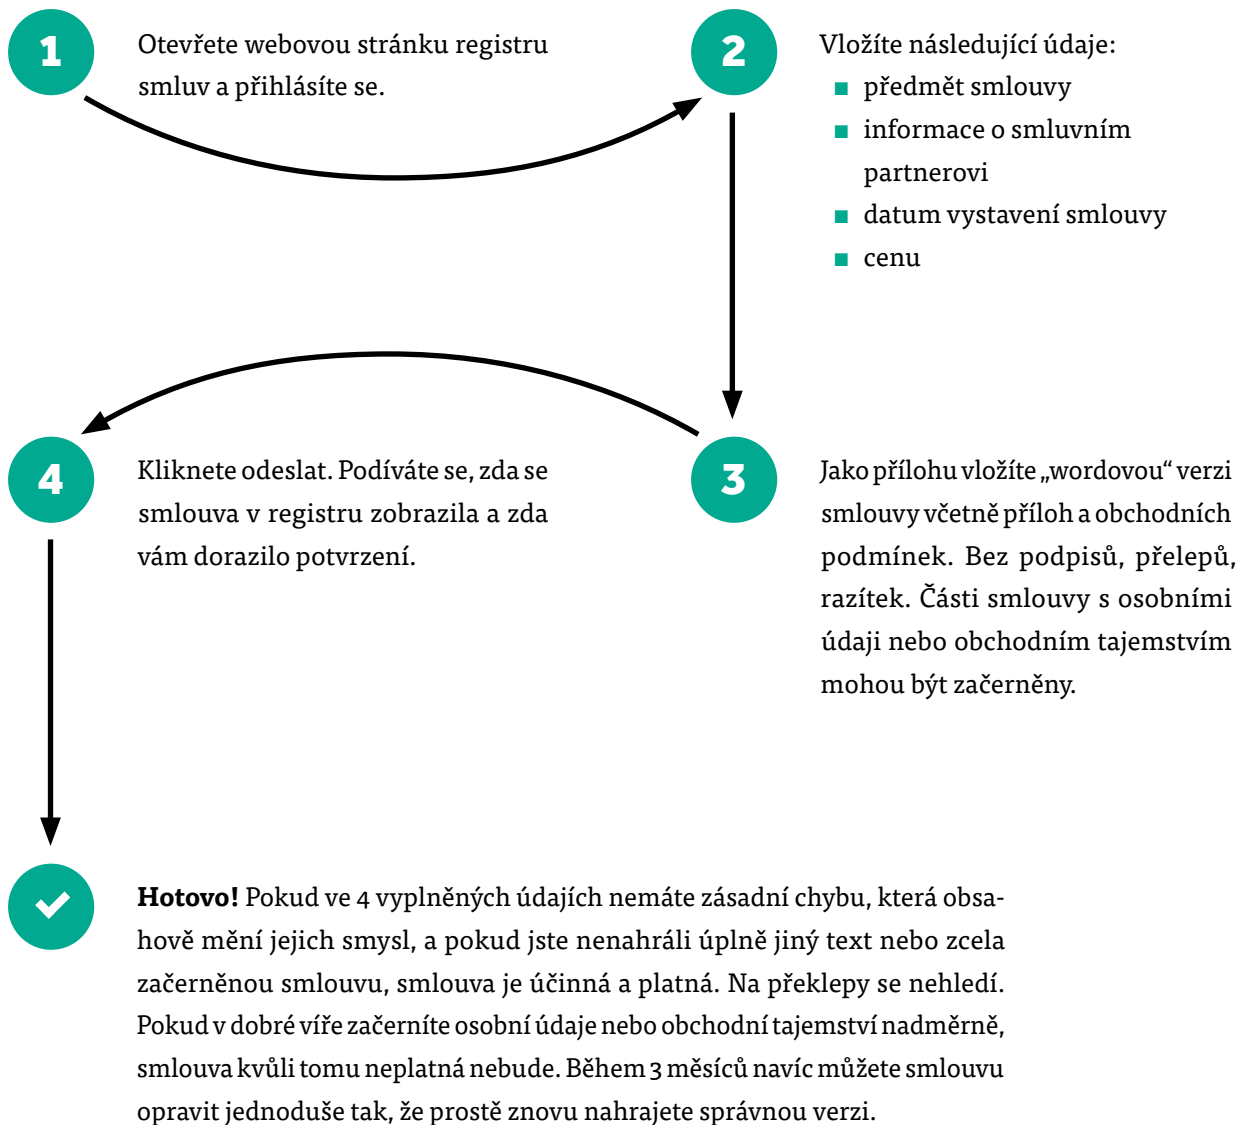 1
Otevřete webovou stránku registru
smluv a přihlásíte se.
2
Vložíte následující údaje:
předmět smlouvy
informace o smluvním
partnerovi
datum vystavení smlouvy
cenu
3
Jako přílohu vložíte „wordovou“ verzi
smlouvy včetně příloh a obchodních
podmínek. Bez podpisů, přelepů,
razítek. Části smlouvy s osobními
údaji nebo obchodním tajemstvím
mohou být začerněny.
4
Kliknete odeslat. Podíváte se, zda se
smlouva v registru zobrazila a zda
vám dorazilo potvrzení.
Hotovo! Pokud ve 4 vyplněných údajích nemáte zásadní chybu, která obsa-
hově mění jejich smysl, a pokud jste nenahráli úplně jiný text nebo zcela
začerněnou smlouvu, smlouva je účinná a platná. Na překlepy se nehledí.
Pokud v dobré víře začerníte osobní údaje nebo obchodní tajemství nadměrně,
smlouva kvůli tomu neplatná nebude. Během 3 měsíců navíc můžete smlouvu
opravit jednoduše tak, že prostě znovu nahrajete správnou verzi.